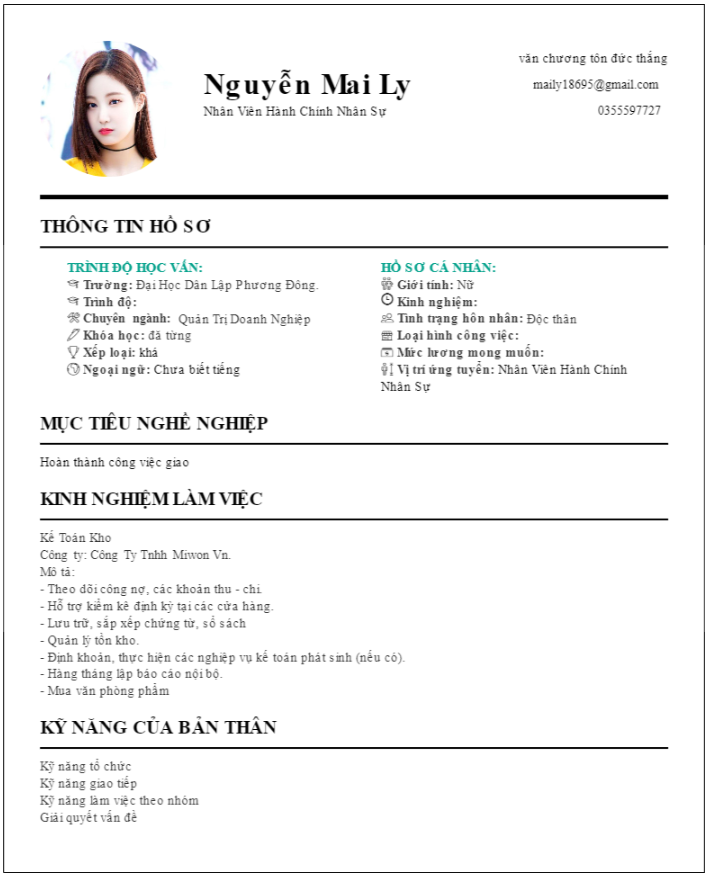 Nguyễn Mai Ly
Nhân Viên Hành Chính Nhân Sự
văn chương tôn đức thắng
maily18695@gmail.com
0355597727
THÔNG TIN HỒ SƠ
TRÌNH ĐỘ HỌC VẤN:
Trường: Đại Học Dân Lập Phương Đông.
Trình độ:
Chuyên ngành: Quản Trị Doanh Nghiệp
Khóa học: đã từng
Xếp loại: khá
Ngoại ngữ: Chưa biết tiếng
HỒ SƠ CÁ NHÂN:
Giới tính: Nữ
Kinh nghiệm:
Tình trạng hôn nhân: Độc thân
Loại hình công việc:
Mức lương mong muốn:
Vị trí ứng tuyển: Nhân Viên Hành Chính
Nhân Sự
MỤC TIÊU NGHỀ NGHIỆP
Hoàn thành công việc giao
KINH NGHIỆM LÀM VIỆC
Kế Toán Kho
Công ty: Công Ty Tnhh Miwon Vn.
Mô tả:
- Theo dõi công nợ, các khoản thu - chi.
- Hỗ trợ kiểm kê định kỳ tại các cửa hàng.
- Lưu trữ, sắp xếp chứng từ, sổ sách
- Quản lý tồn kho.
- Định khoản, thực hiện các nghiệp vụ kế toán phát sinh (nếu có).
- Hàng tháng lập báo cáo nội bộ.
- Mua văn phòng phẩm
KỸ NĂNG CỦA BẢN THÂN
Kỹ năng tổ chức
Kỹ năng giao tiếp
Kỹ năng làm việc theo nhóm
Giải quyết vấn đề